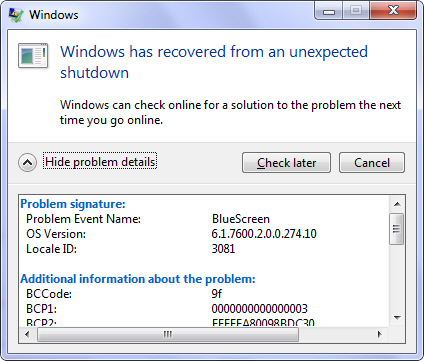 Windows
Windows has recovered from an unexpected
shutdown
Windows can check online for a solution to the problem the next
time you go online.
Hide problem details
Check later
Cancel
Problem signature:
Problem Event Name: BlueScreen
OS Version: 6.1.7600.2.0.0.274.10
Locale ID: 3081
Additional information about the problem:
BCCode: 9f
BCP1: 0000000000000003
BCP2: FFFFFA80098BDC30